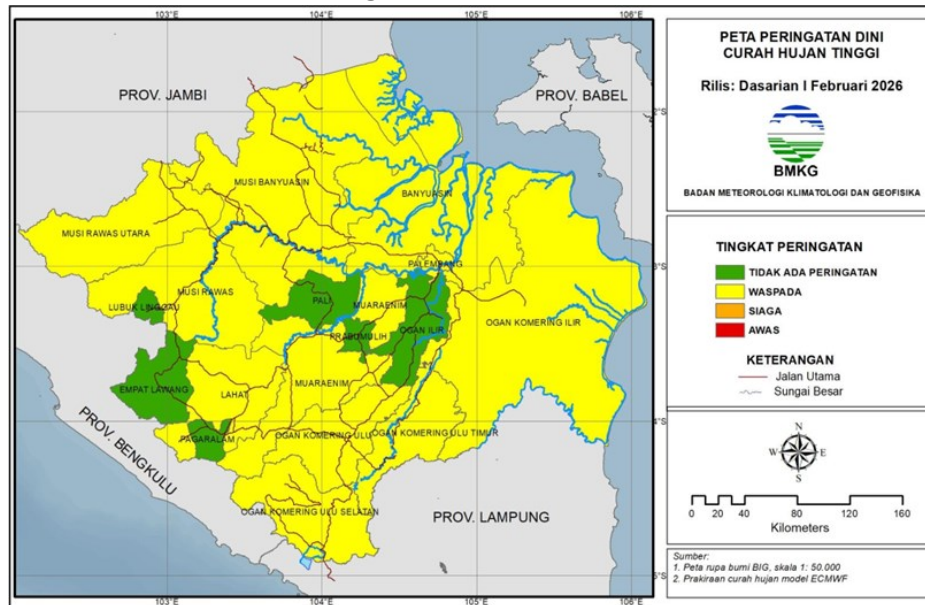 103°E 104°E 105°E 106°E
PROV. JAMBI
PROV. BABEL
MUSI BANYUASIN
BANYUASIN
MUSI RAWAS UTARA
PALEMBANG
MUSI RAWAS
LUBUK LINGGAU
PALI
MUARAENIM
PRABUMULIH
OGAN ILIR
OGAN KOMERING ILIR
EMPAT LAWANG
LAHAT
MUARAENIM
PAGARALAM
OGAN KOMERING ULU
OGAN KOMERING ULU TIMUR
PROV. BENGKULU
OGAN KOMERING ULU SELATAN
PROV. LAMPUNG
103°E 104°E 105°E 106°E
PETA PERINGATAN DINI
CURAH HUJAN TINGGI
Rilis: Dasarian I Februari 2026
BMKG
BADAN METEOROLOGI KLIMATOLOGI DAN GEOFISIKA
TINGKAT PERINGATAN
TIDAK ADA PERINGATAN
WASPADA
SIAGA
AWAS
KETERANGAN
Jalan Utama
Sungai Besar
N
W E
S
0 20 40 80 120 160
Kilometers
Sumber:
1. Peta rupa bumi BIG, skala 1: 50.000
2. Prakiraan curah hujan model ECMWF